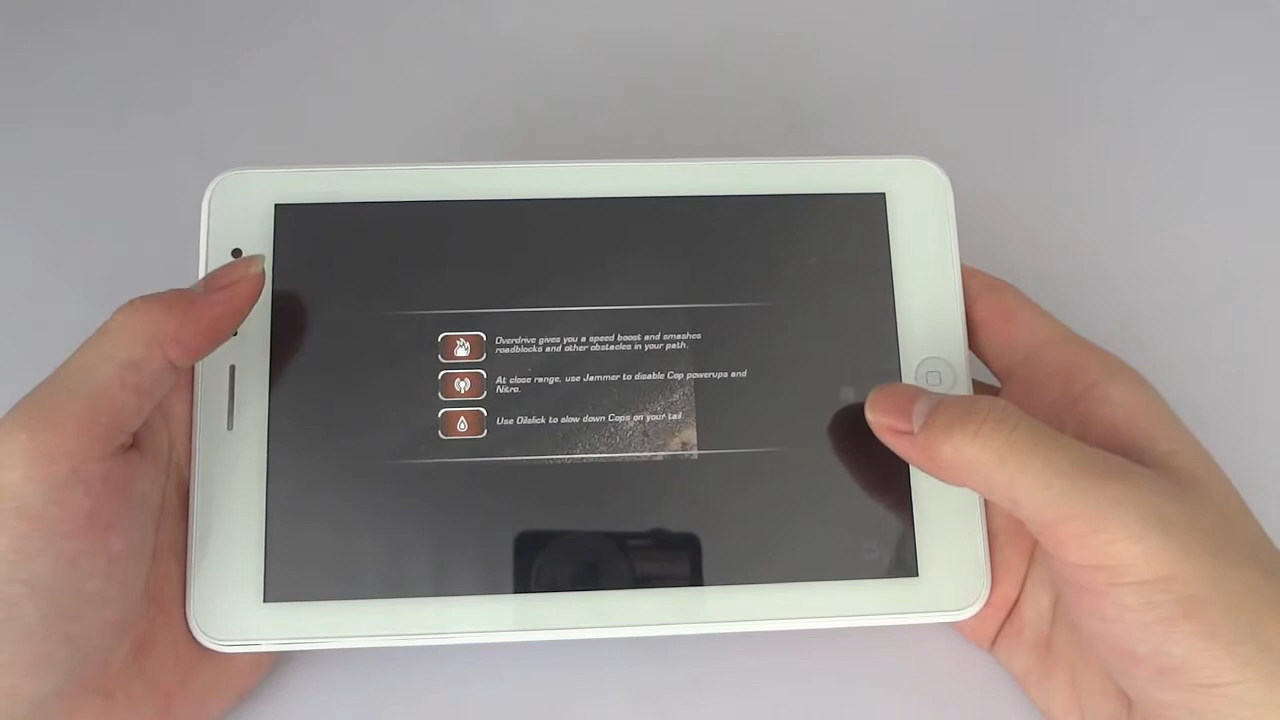 Overdrive gives you a speed boost and smashes
roadblocks and other obstacles in your path.
At close range, use Jammer to disable Cop powerups and
Nitro.
Use Oilslick to slow down Cops on your tail.